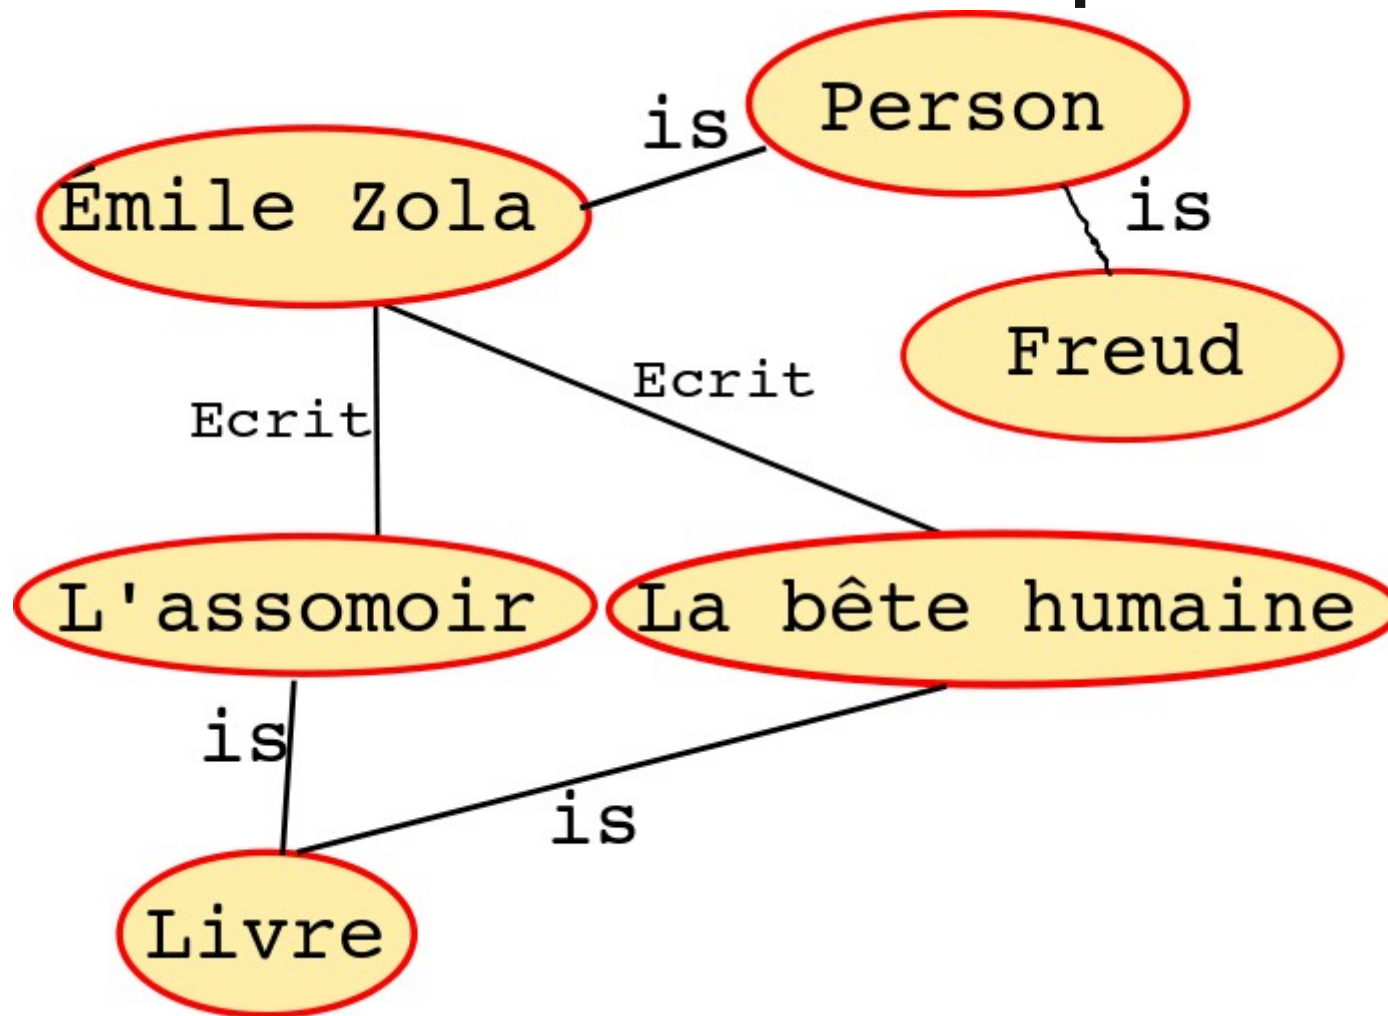 is
Person
Émile Zola
is
Freud
Ecrit
Ecrit
L'assomoir
La bête humaine
is
is
Livre